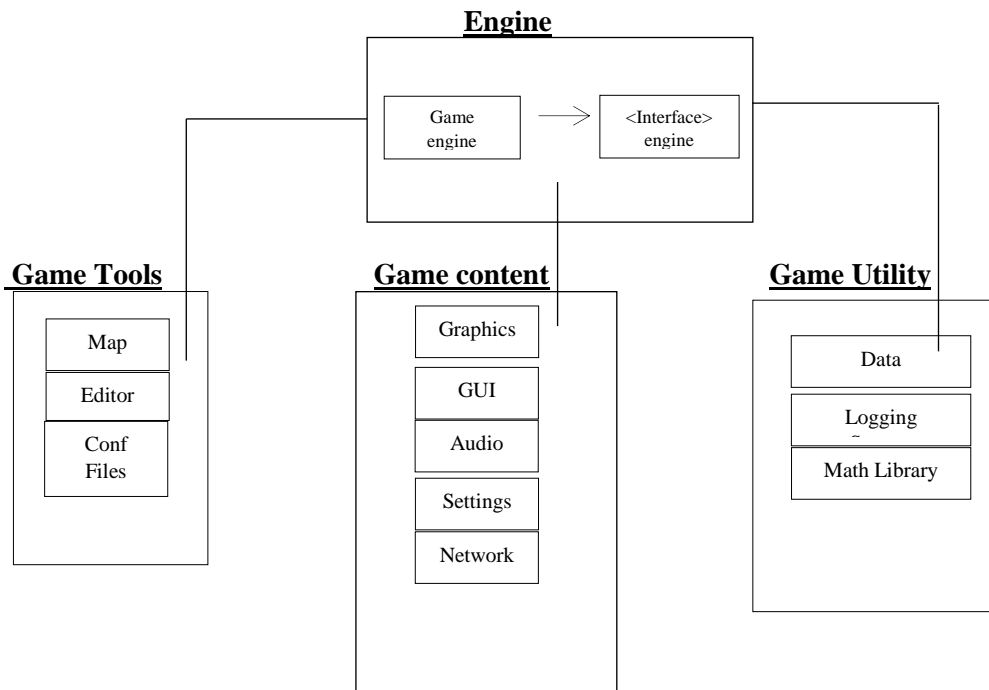 Engine
Game
engine
<Interface>
engine
Game Tools
Map
Editor
Conf
Files
Game content
Graphics
GUI
Audio
Settings
Network
Game Utility
Data
Logging
Math Library